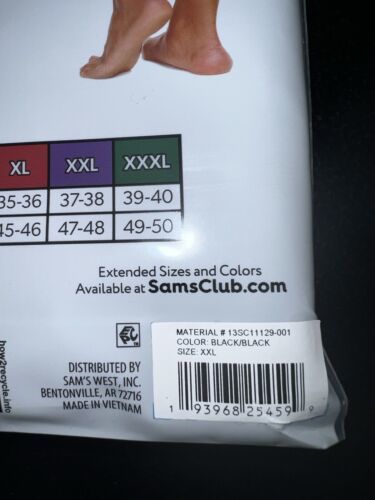 XL XXL XXXL
35-36 37-38 39-40
45-46 47-48 49-50
Extended Sizes and Colors
Available at SamsClub.com
MATERIAL # 13SC11129-001
COLOR: BLACK/BLACK
SIZE: XXL
1 93968 25459 9
DISTRIBUTED BY
SAM'S WEST, INC.
BENTONVILLE, AR 72716
MADE IN VIETNAM
how2recycle.info